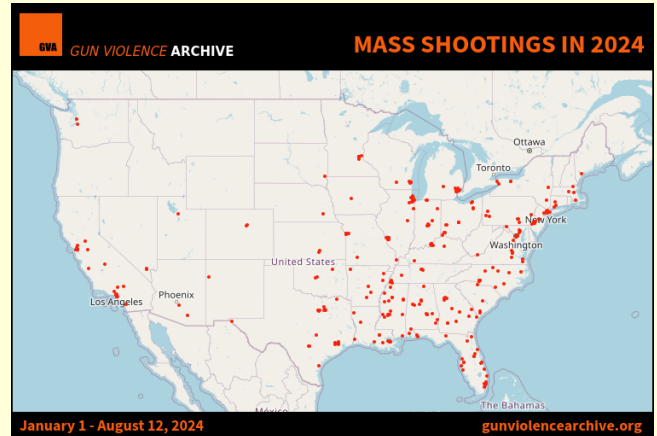 GVA
GUN VIOLENCE ARCHIVE
MASS SHOOTINGS IN 2024
Ottawa
Toronto
New York
Washington
United States
Los Angeles
Phoenix
México
The Bahamas
January 1 - August 12, 2024
gunviolencearchive.org